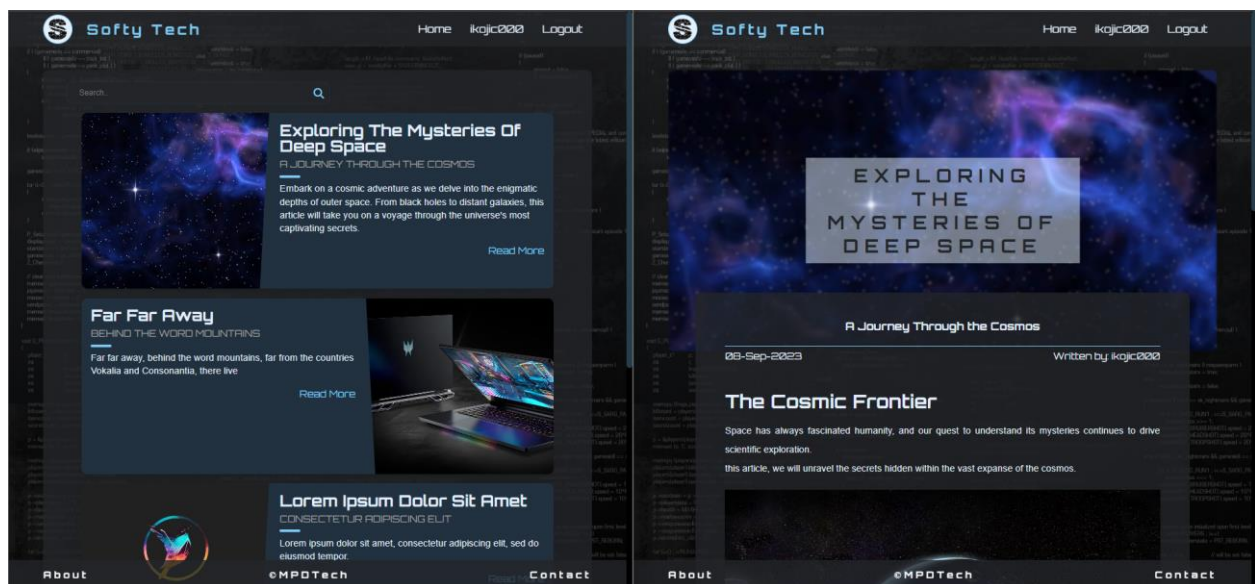 Softy Tech
Home ikojic000 Logout
Search..
Exploring The Mysteries Of
Deep Space
A JOURNEY THROUGH THE COSMOS
Embark on a cosmic adventure as we delve into the enigmatic
depths of outer space. From black holes to distant galaxies, this
article will take you on a voyage through the universe's most
captivating secrets.
Read More
Far Far Away
BEHIND THE WORD MOUNTAINS
Far far away, behind the word mountains, far from the countries
Vokalia and Consonantia, there live
Read More
Lorem Ipsum Dolor Sit Amet
CONSECTETUR ADIPISCING ELIT
Lorem ipsum dolor sit amet, consectetur adipiscing elit, sed do
eiusmod tempor.
Read More
About ©MPDTech Contact
Softy Tech
Home ikojic000 Logout
EXPLORING
THE
MYSTERIES OF
DEEP SPACE
A Journey Through the Cosmos
08-Sep-2023 Written by: ikojic000
The Cosmic Frontier
Space has always fascinated humanity, and our quest to understand its mysteries continues to drive
scientific exploration.
this article, we will unravel the secrets hidden within the vast expanse of the cosmos.
About ©MPDTech Contact